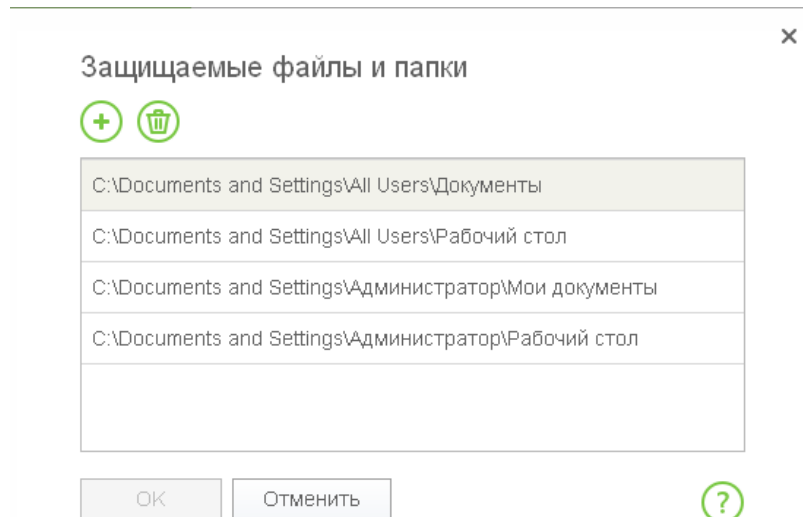 Защищаемые файлы и папки
C:\Documents and Settings\All Users\Документы
C:\Documents and Settings\All Users\Рабочий стол
C:\Documents and Settings\Администратор\Мои документы
C:\Documents and Settings\Администратор\Рабочий стол
OK
Отменить
?